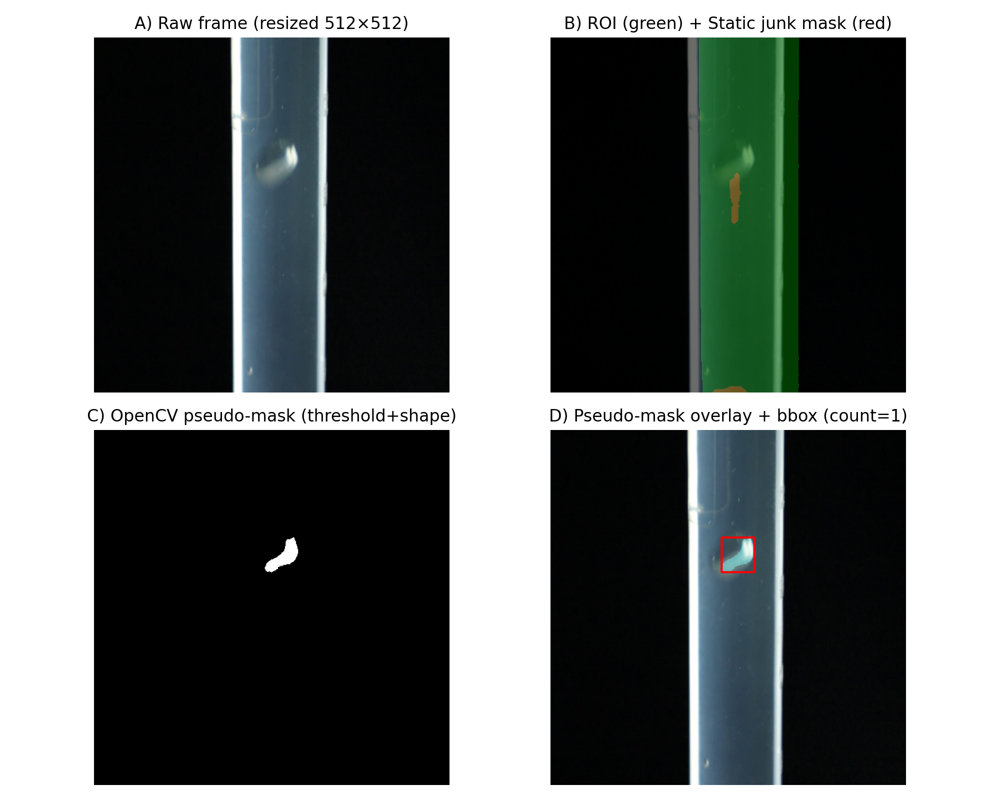 A) Raw frame (resized 512×512)
B) ROI (green) + Static junk mask (red)
C) OpenCV pseudo-mask (threshold+shape)
D) Pseudo-mask overlay + bbox (count=1)